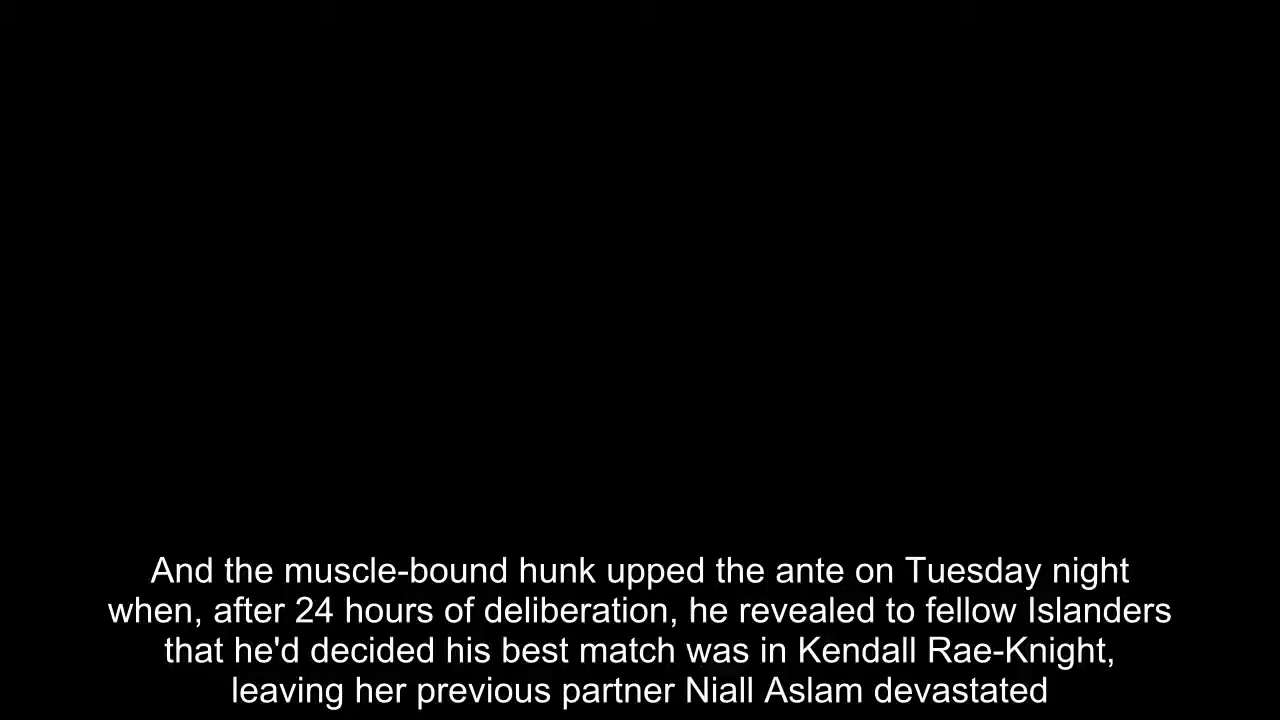 And the muscle-bound hunk upped the ante on Tuesday night
when, after 24 hours of deliberation, he revealed to fellow Islanders
that he'd decided his best match was in Kendall Rae-Knight,
leaving her previous partner Niall Aslam devastated